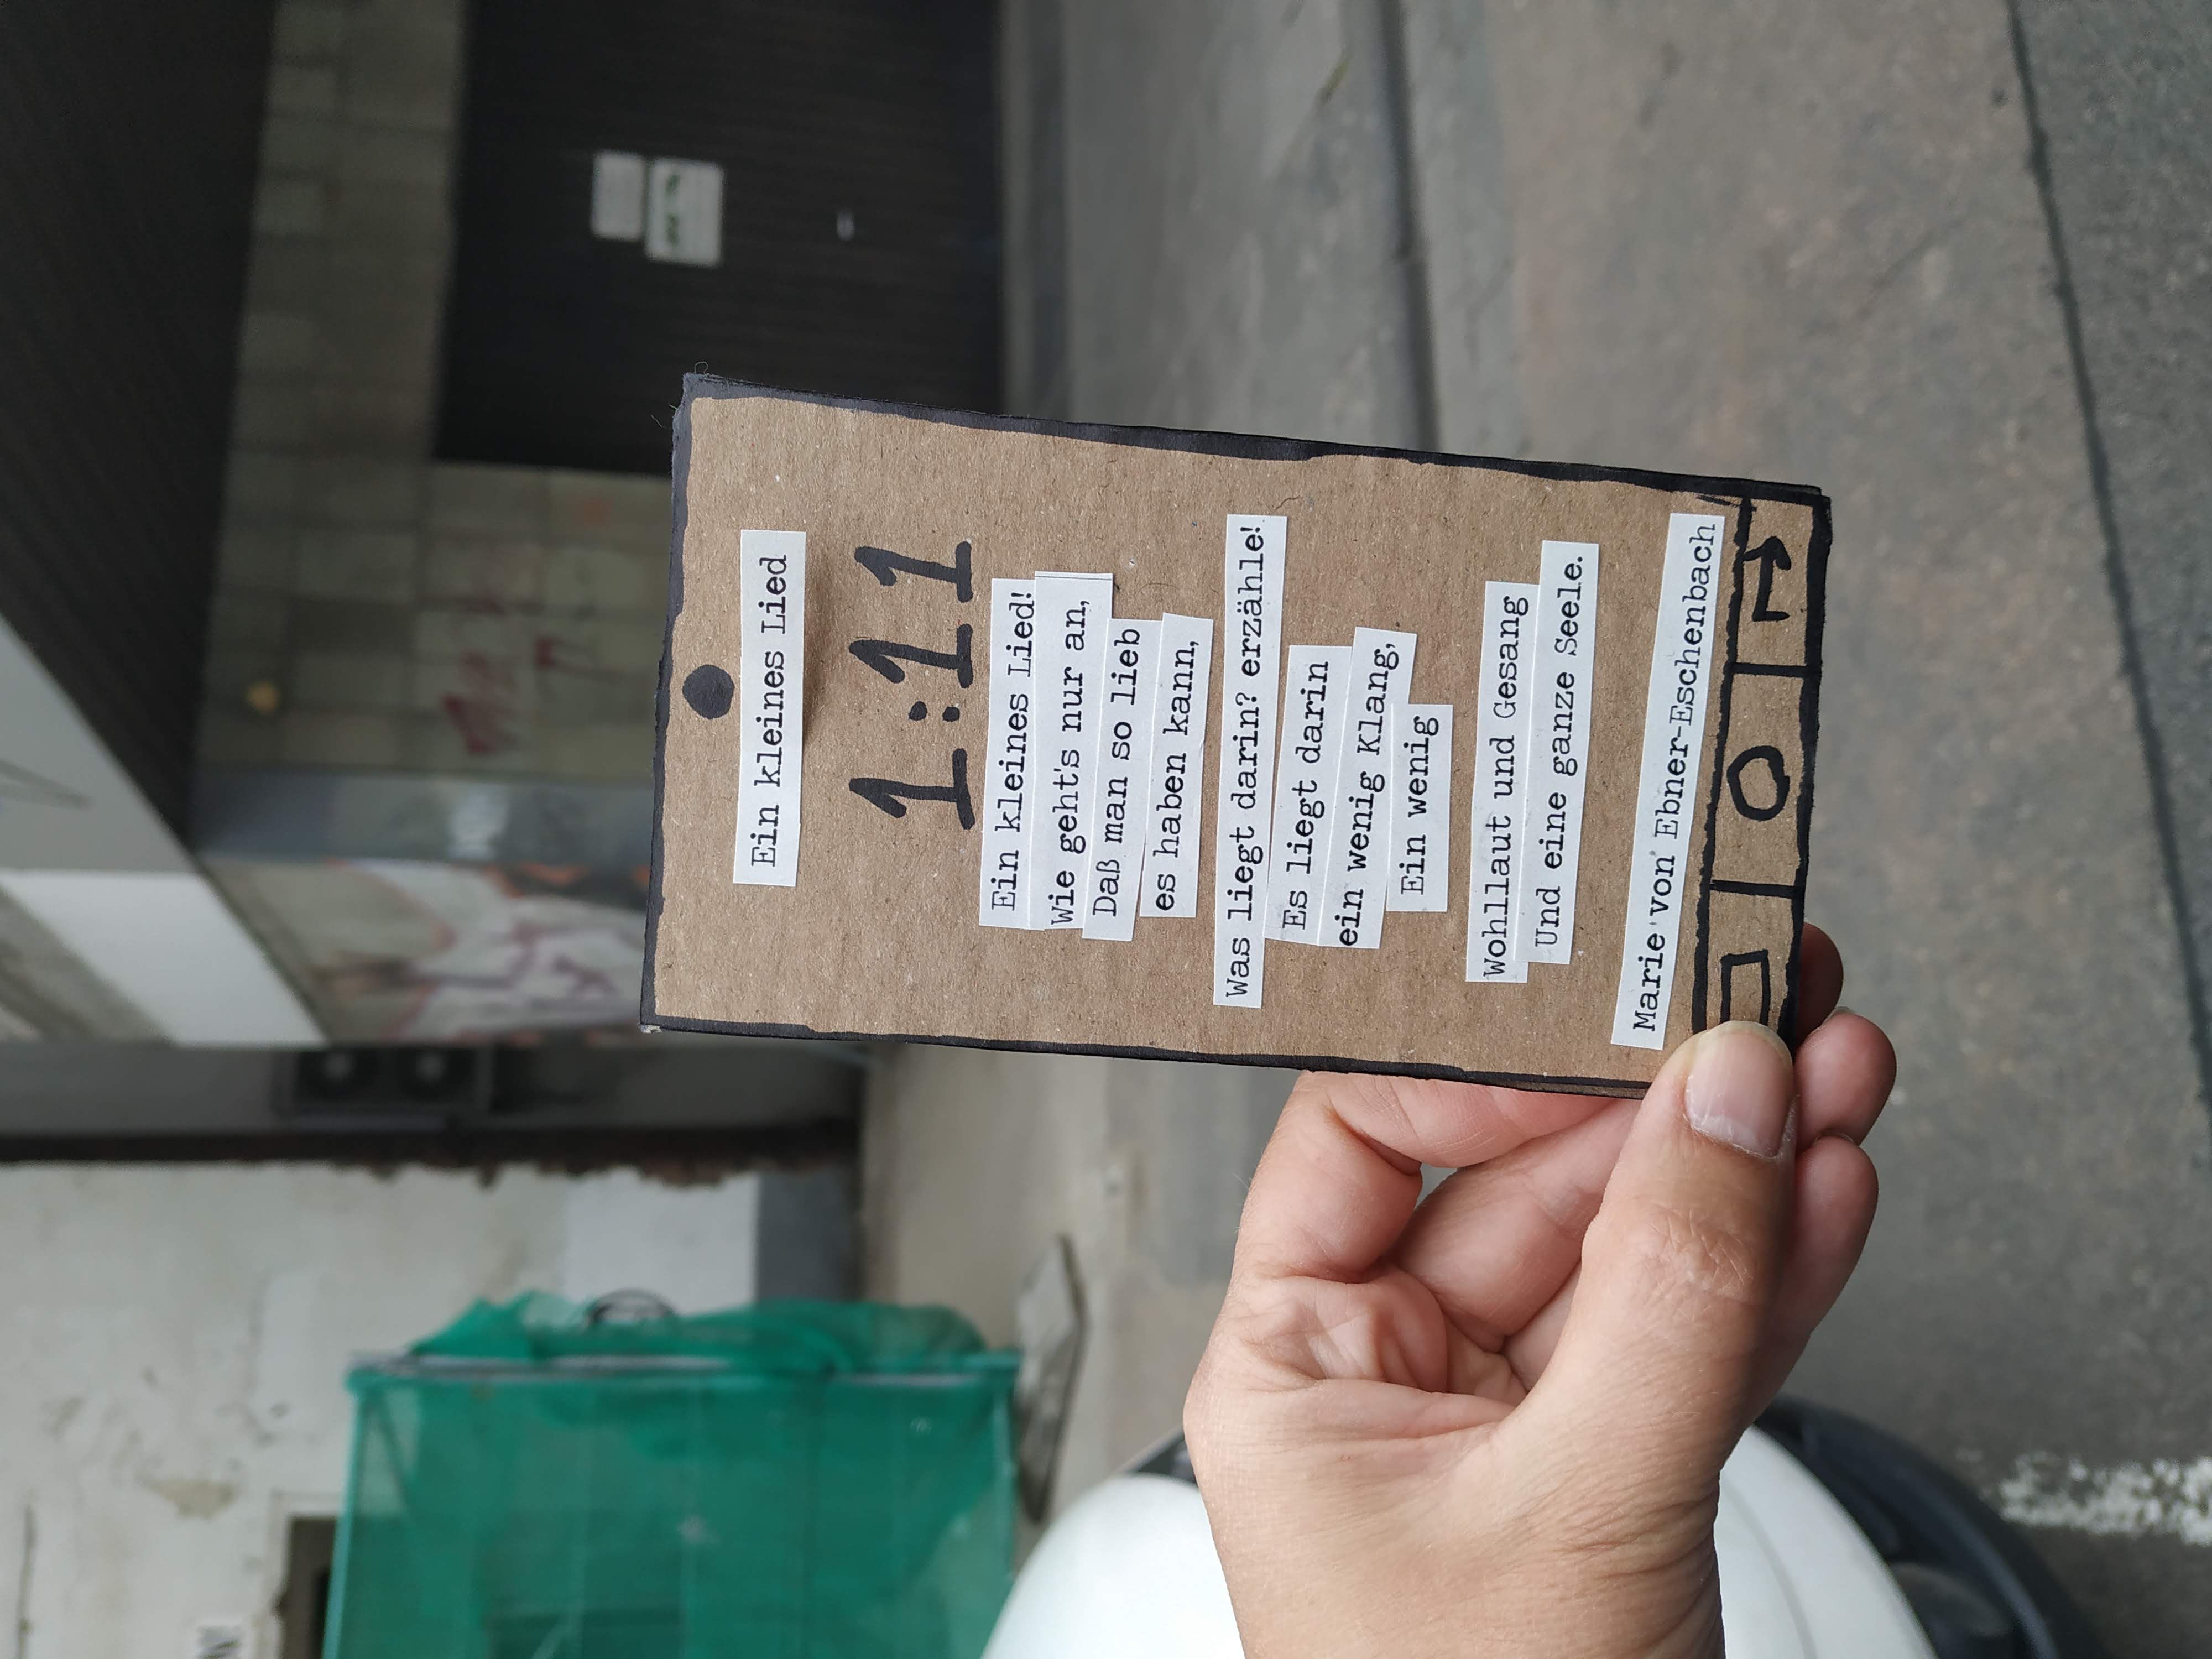 Ein kleines Lied
1:11
Ein kleines Lied!
Wie geht's nur an,
Daß man so lieb
es haben kann,
Was liegt darin? erzähle!
Es liegt darin
ein wenig Klang,
Ein wenig
Wohllaut und Gesang
Und eine ganze Seele.
Marie von Ebner-Eschenbach